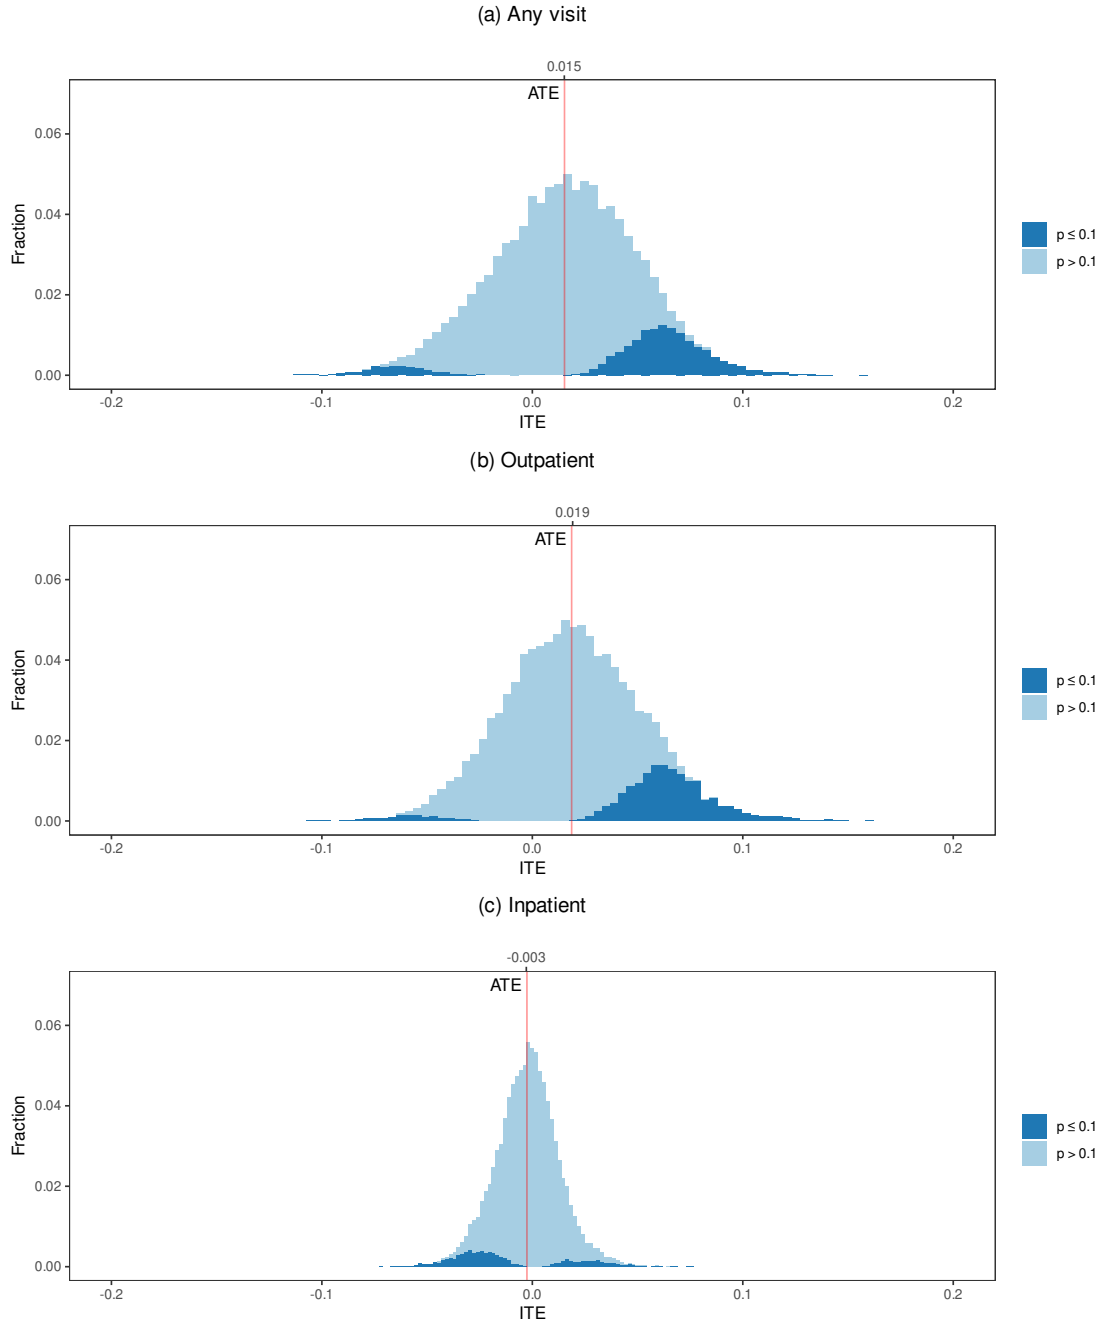 (a) Any visit
0.015
ATE
0.06
0.04
0.02
0.00
Fraction
-0.2
-0.1
0.0
0.1
0.2
ITE
p ≤ 0.1
p > 0.1
(b) Outpatient
0.019
ATE
0.06
0.04
0.02
0.00
Fraction
-0.2
-0.1
0.0
0.1
0.2
ITE
p ≤ 0.1
p > 0.1
(c) Inpatient
-0.003
ATE
0.06
0.04
0.02
0.00
Fraction
-0.2
-0.1
0.0
0.1
0.2
ITE
p ≤ 0.1
p > 0.1